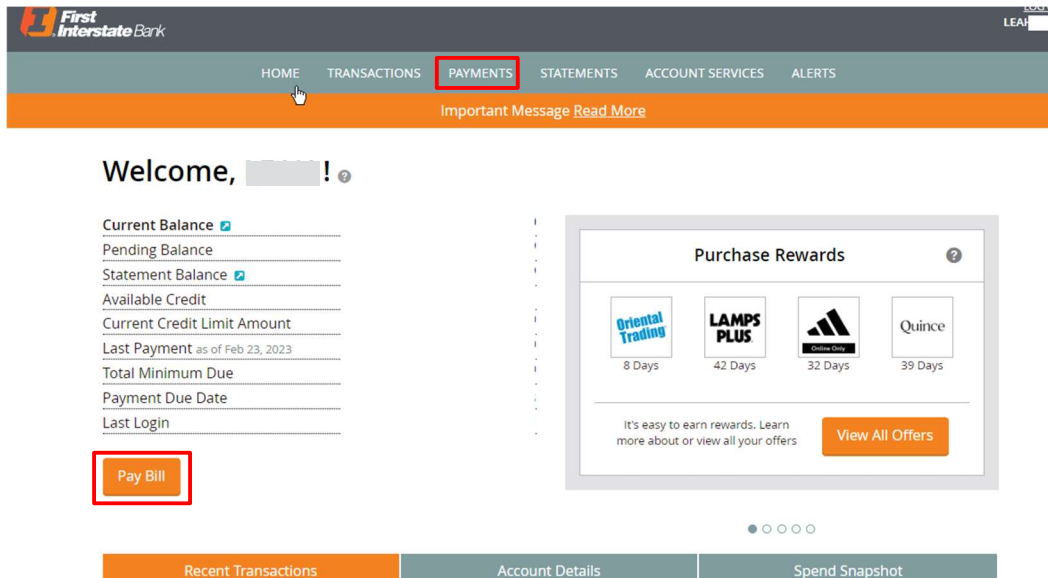 First
Interstate Bank
LEAH
HOME TRANSACTIONS PAYMENTS STATEMENTS ACCOUNT SERVICES ALERTS
Important Message Read More
Welcome, !
Current Balance
Pending Balance
Statement Balance
Available Credit
Current Credit Limit Amount
Last Payment as of Feb 23, 2023
Total Minimum Due
Payment Due Date
Last Login
Pay Bill
Purchase Rewards
Oriental
Trading
LAMPS
PLUS
Online Only
Quince
8 Days 42 Days 32 Days 39 Days
It's easy to earn rewards. Learn
more about or view all your offers
View All Offers
Recent Transactions Account Details Spend Snapshot